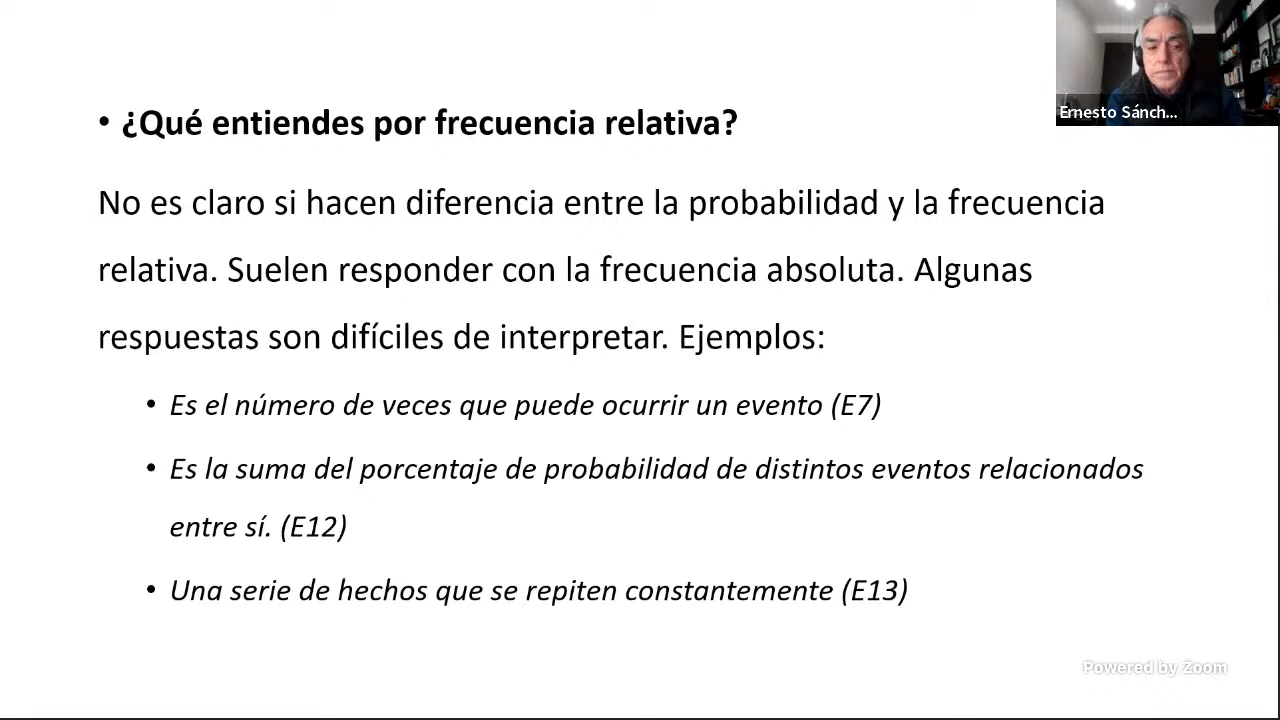 • ¿Qué entiendes por frecuencia relativa?
No es claro si hacen diferencia entre la probabilidad y la frecuencia
relativa. Suelen responder con la frecuencia absoluta. Algunas
respuestas son difíciles de interpretar. Ejemplos:
• Es el número de veces que puede ocurrir un evento (E7)
• Es la suma del porcentaje de probabilidad de distintos eventos relacionados
entre sí. (E12)
• Una serie de hechos que se repiten constantemente (E13)
Ernesto Sánch...
Powered by Zoom